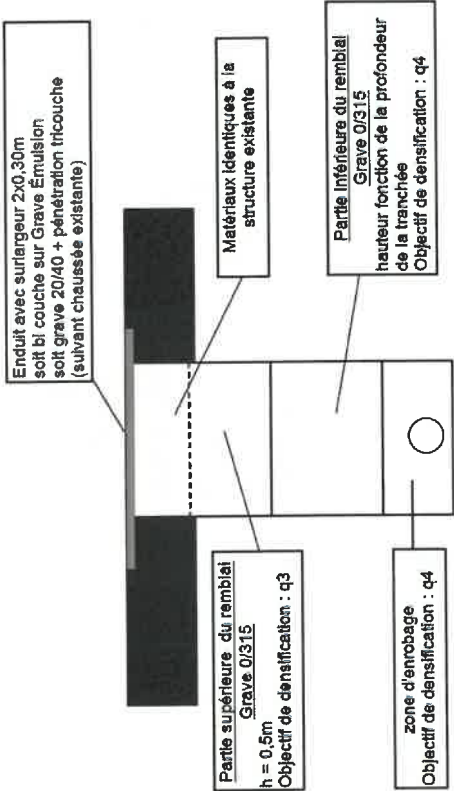 Enduit avec surlargeur 2x0,30m
soit bi couche sur Grave Émulsion
soit grave 20/40 + pénétration tricouche
(suivant chaussée existante)
Matériaux identiques à la
structure existante
Partie supérieure du remblai
Grave 0/315
h = 0,5m
Objectif de densification : q3
Partie inférieure du remblai
Grave 0/315
hauteur fonction de la profondeur
de la tranchée
Objectif de densification : q4
zone d'enrobage
Objectif de densification : q4